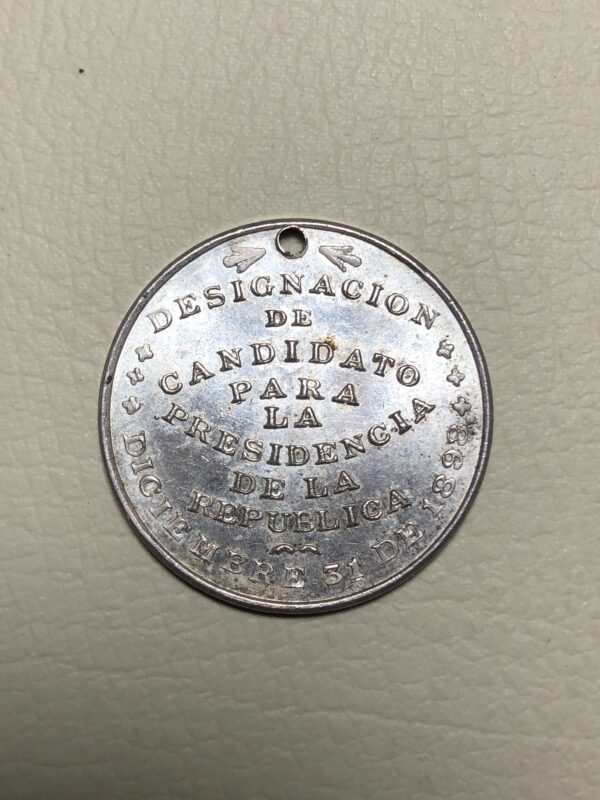 DESIGNACION
DE
CANDIDATO
PARA
LA
PRESIDENCIA
DE LA
REPUBLICA
DICIEMBRE 31 DE 1893